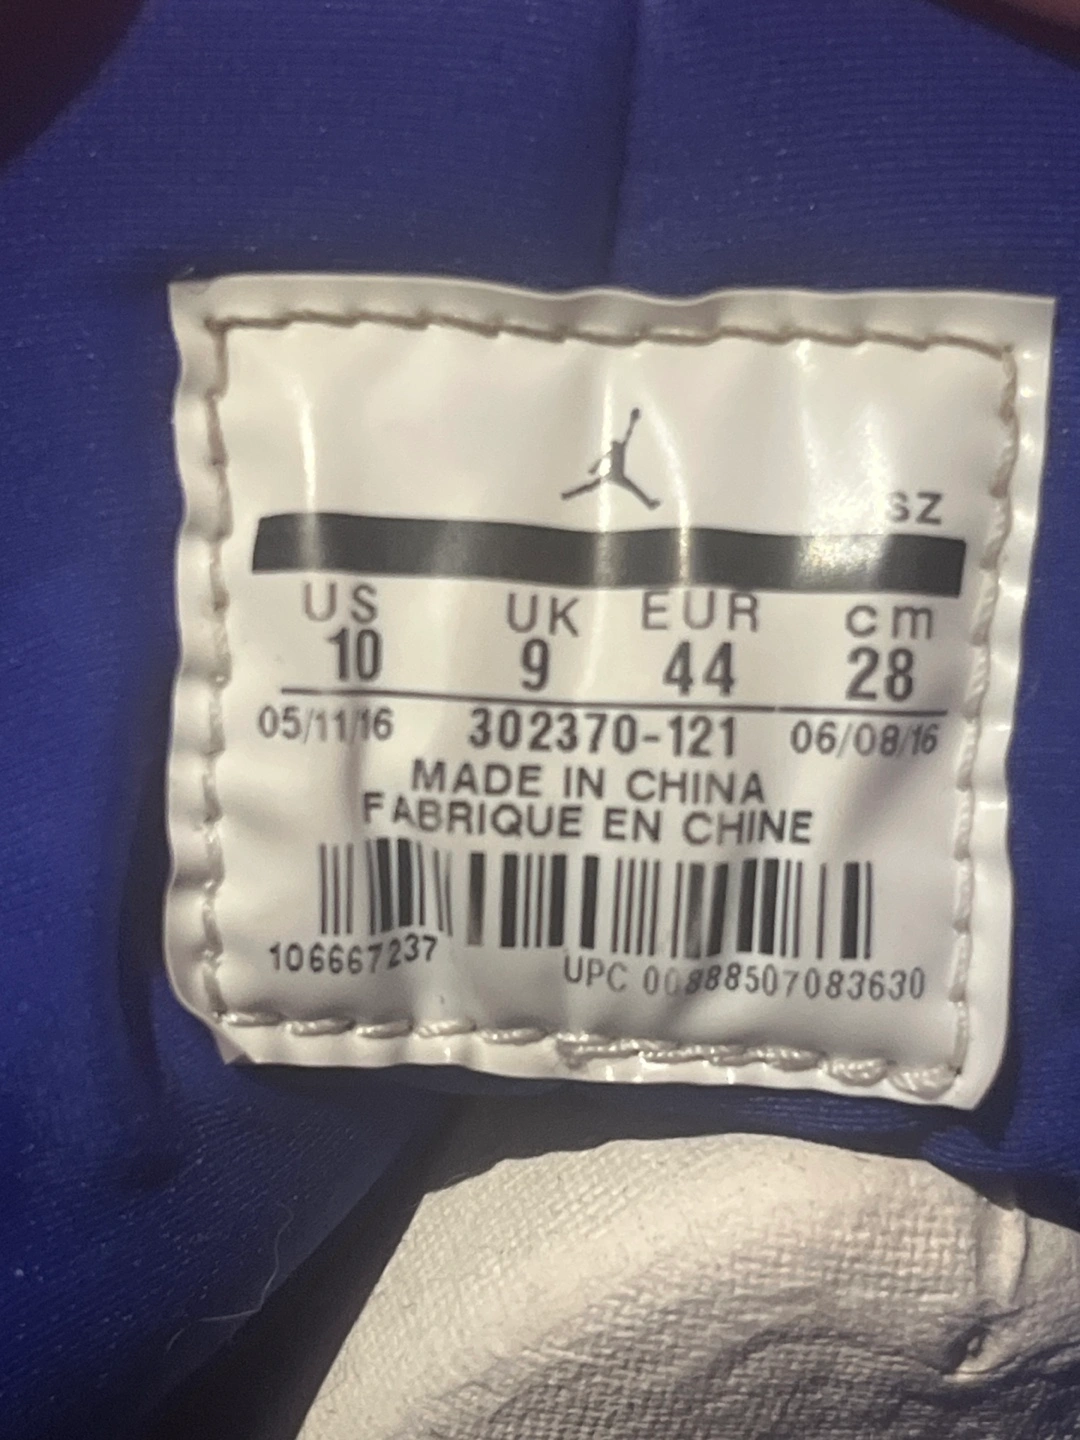 SZ
US UK EUR cm
10 9 44 28
05/11/16 302370-121 06/08/16
MADE IN CHINA
FABRIQUE EN CHINE
106667237 UPC 00888507083630